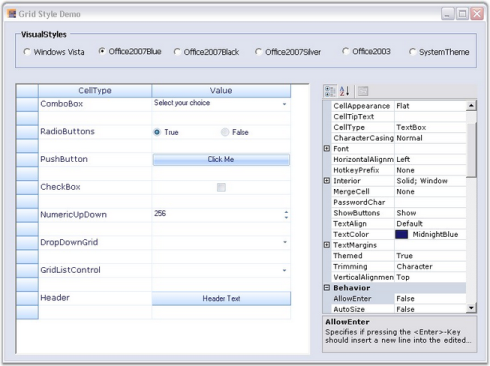 Grid Style Demo
VisualStyles
Windows Vista Office2007Blue Office2007Black Office2007Silver Office2003 SystemTheme
CellType Value
ComboBox Select your choice
RadioButtons True False
PushButton Click Me
CheckBox
NumericUpDown 256
DropDownGrid
GridListControl
Header Header Text
CellAppearance Flat
CellTipText
CellType TextBox
CharacterCasing Normal
Font
HorizontalAlignm Left
HotkeyPrefix None
Interior Solid; Window
MergeCell None
PasswordChar
ShowButtons Show
TextAlign Default
TextColor MidnightBlue
TextMargins
Themed True
Trimming Character
VerticalAlignmen Top
Behavior
AllowEnter False
AutoSize False
AllowEnter
Specifies if pressing the <Enter>-Key
should insert a new line into the edited...